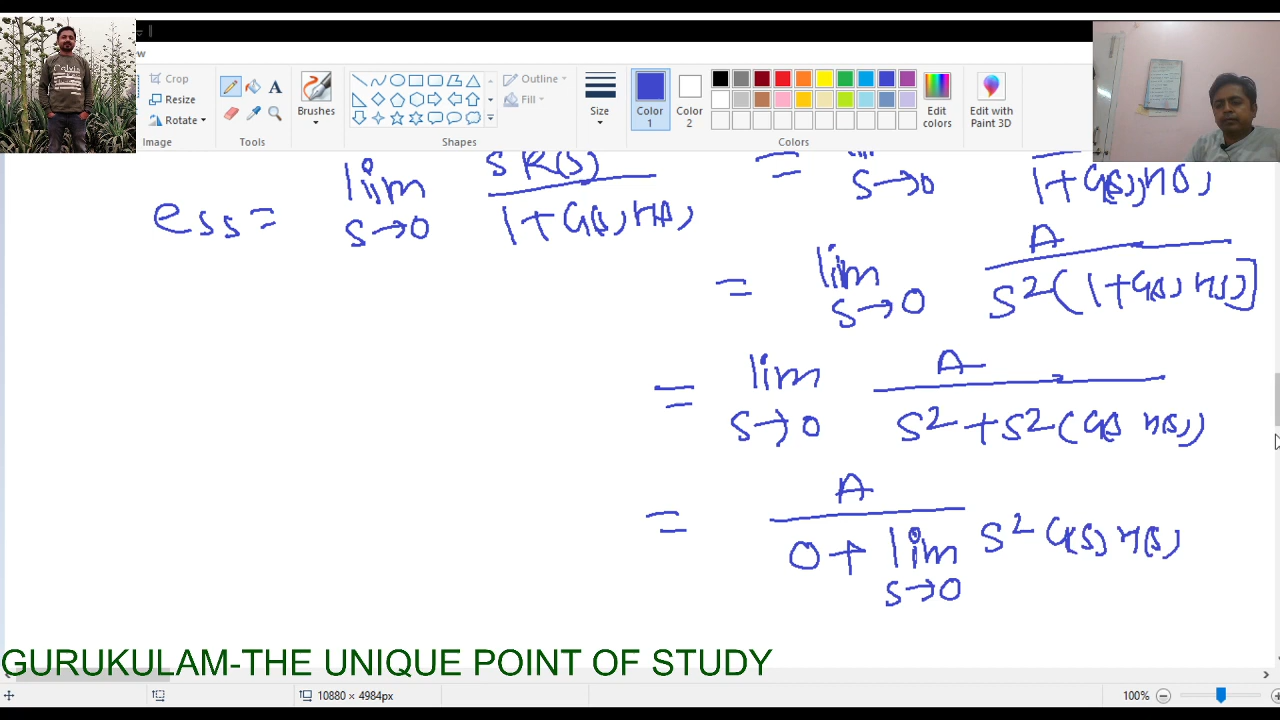 ew
Crop
Resize
Rotate
Image
Tools
Brushes
Outline
Fill
Shapes
Size
Color 1
Color 2
Edit colors
Edit with Paint 3D
Colors
ess = lim s→0 SR(S) / 1+G(S)H(S)
= s→0 1+G(S)H(S)
= lim s→0 A / S²(1+G(S)H(S)]
= lim s→0 A / S²+S²(G(S) H(S))
= A / 0+ lim s→0 S² G(S) H(S)
GURUKULAM-THE UNIQUE POINT OF STUDY
10880 × 4984px
100%